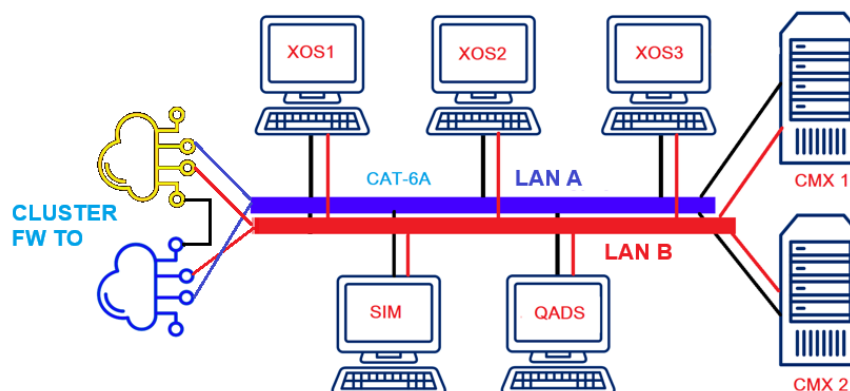 XOS1
XOS2
XOS3
CAT-6A
LAN A
CMX 1
CLUSTER
FW TO
LAN B
SIM
QADS
CMX 2